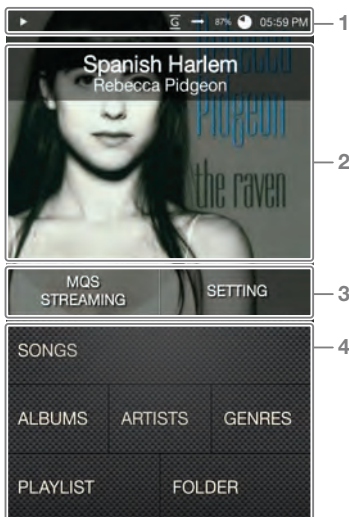 G 87% 05:59 PM
1
Spanish Harlem
Rebecca Pidgeon
Rebecca
Pidgeon
the raven
2
MQS
STREAMING
SETTING
3
4
SONGS
ALBUMS ARTISTS GENRES
PLAYLIST FOLDER